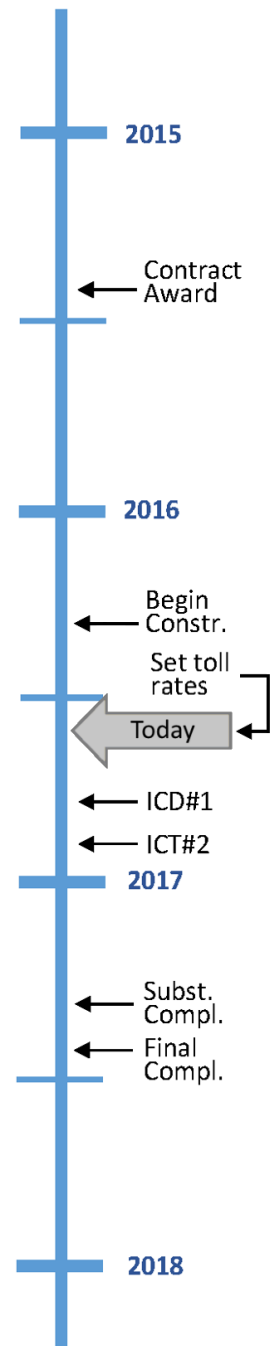 2015
Contract
Award
2016
Begin
Constr.
Set toll
rates
Today
ICD#1
ICT#2
2017
Subst.
Compl.
Final
Compl.
2018